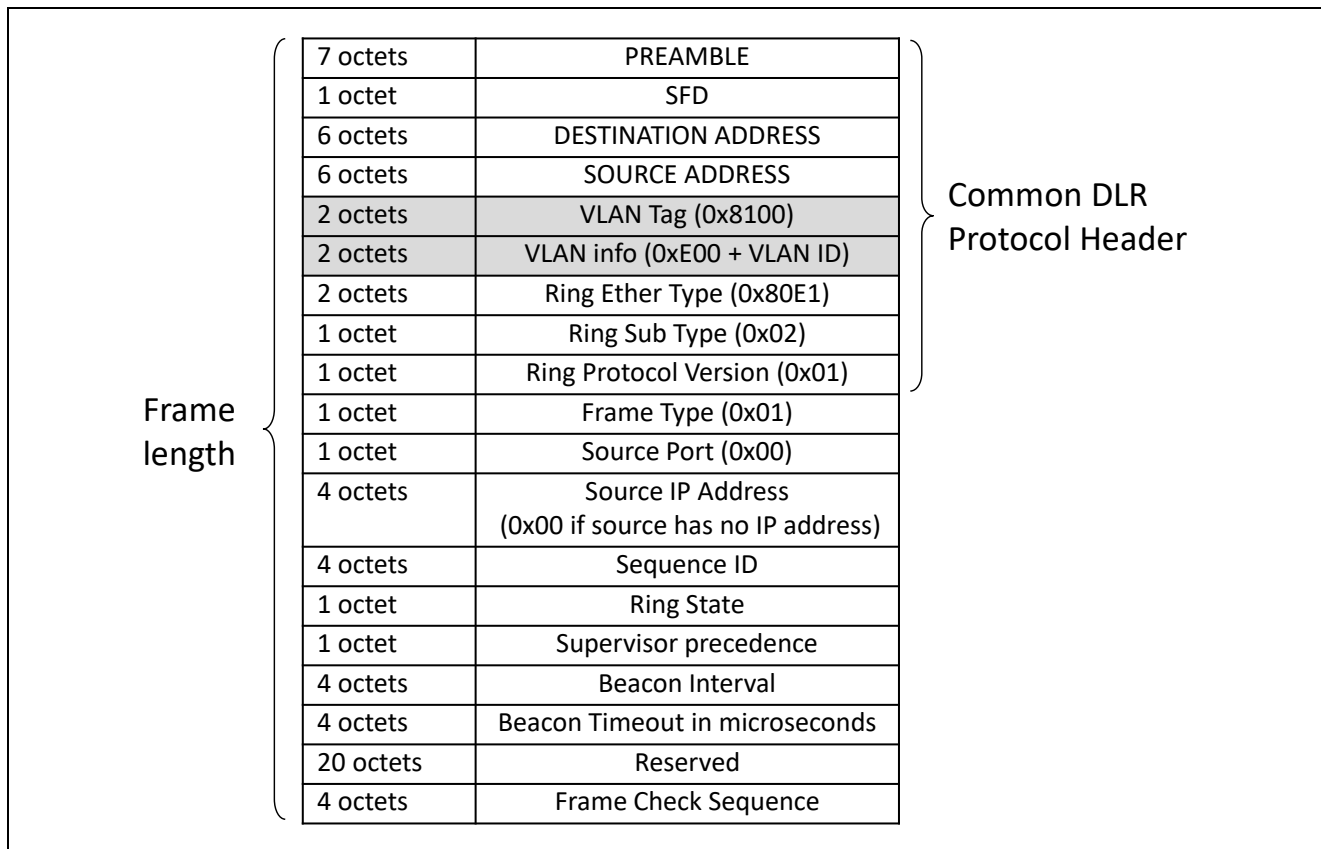 7 octets PREAMBLE
1 octet SFD
6 octets DESTINATION ADDRESS
6 octets SOURCE ADDRESS
2 octets VLAN Tag (0x8100)
2 octets VLAN info (0xE00 + VLAN ID)
2 octets Ring Ether Type (0x80E1)
1 octet Ring Sub Type (0x02)
1 octet Ring Protocol Version (0x01)
Common DLR
Protocol Header
Frame
length
1 octet Frame Type (0x01)
1 octet Source Port (0x00)
4 octets Source IP Address
(0x00 if source has no IP address)
4 octets Sequence ID
1 octet Ring State
1 octet Supervisor precedence
4 octets Beacon Interval
4 octets Beacon Timeout in microseconds
20 octets Reserved
4 octets Frame Check Sequence